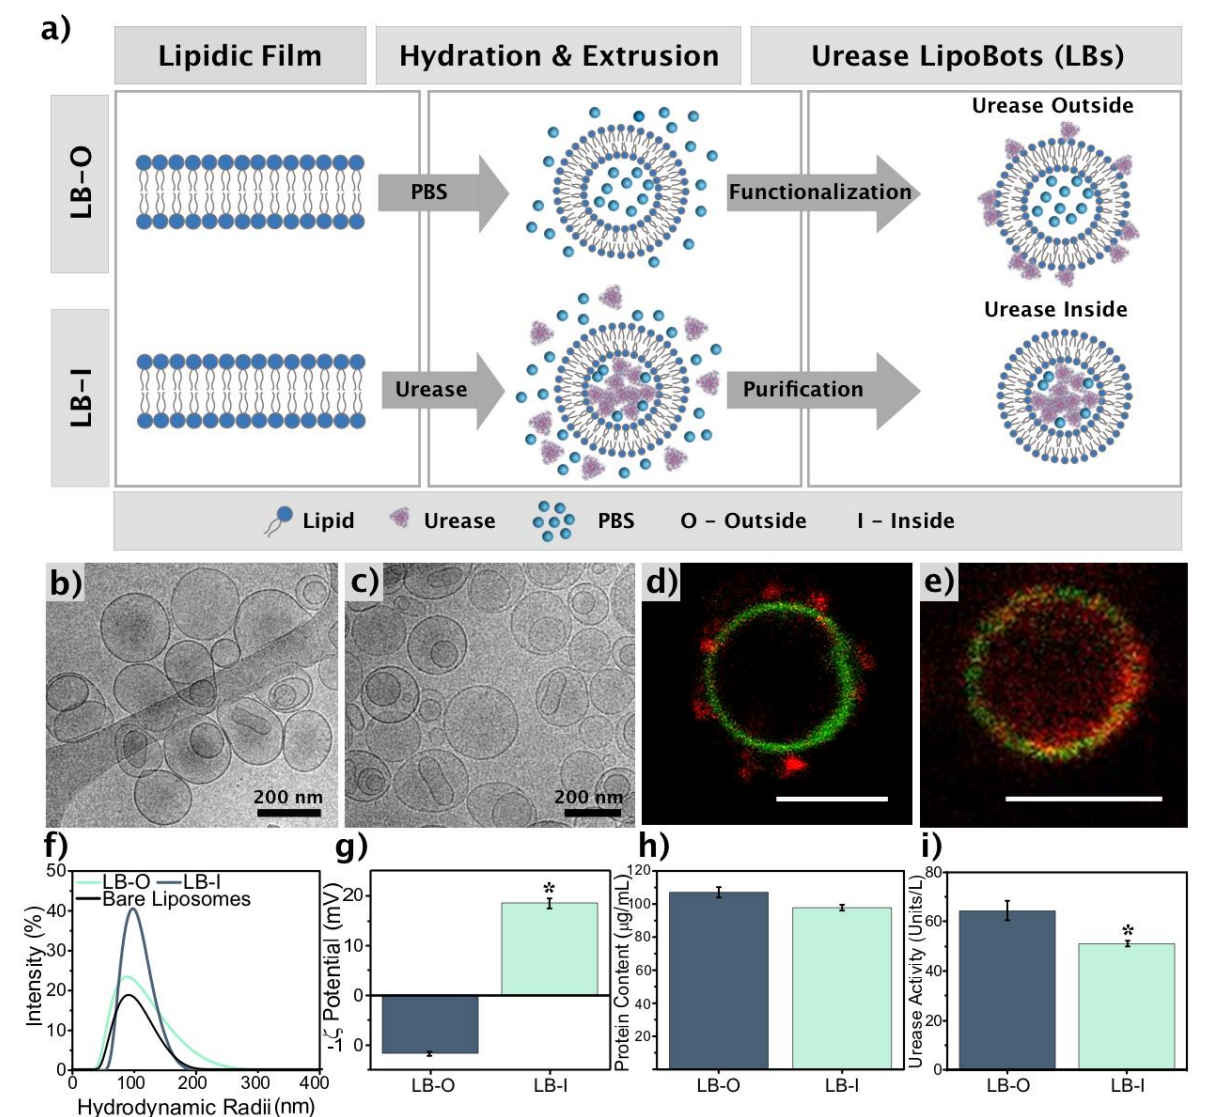 a)
Lipidic Film
Hydration & Extrusion
Urease LipoBots (LBs)
LB-O
PBS
Functionalization
Urease Outside
LB-I
Urease
Purification
Urease Inside
Lipid
Urease
PBS
O - Outside
I - Inside
b)
200 nm
c)
200 nm
d)
e)
f)
50
40
30
20
10
0
Intensity (%)
LB-O
LB-I
Bare Liposomes
0
100
200
300
400
Hydrodynamic Radii (nm)
g)
20
10
0
-1 0
ζ Potential (mV)
*
LB-O
LB-I
h)
120
100
80
60
40
20
Protein Content (µg/mL)
LB-O
LB-I
i)
80
60
40
20
0
Urease Activity (Units/L)
*
LB-O
LB-I